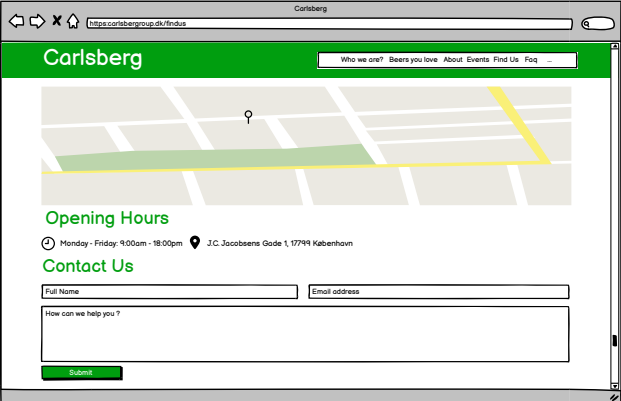 Carlsberg
https:carlsbergroup.dk/findus
Carlsberg
Who we are? Beers you love About Events Find Us Faq ...
Opening Hours
Monday - Friday: 9:00am - 18:00pm J.C. Jacobsens Gade 1, 17799 København
Contact Us
Full Name Email address
How can we help you ?
Submit